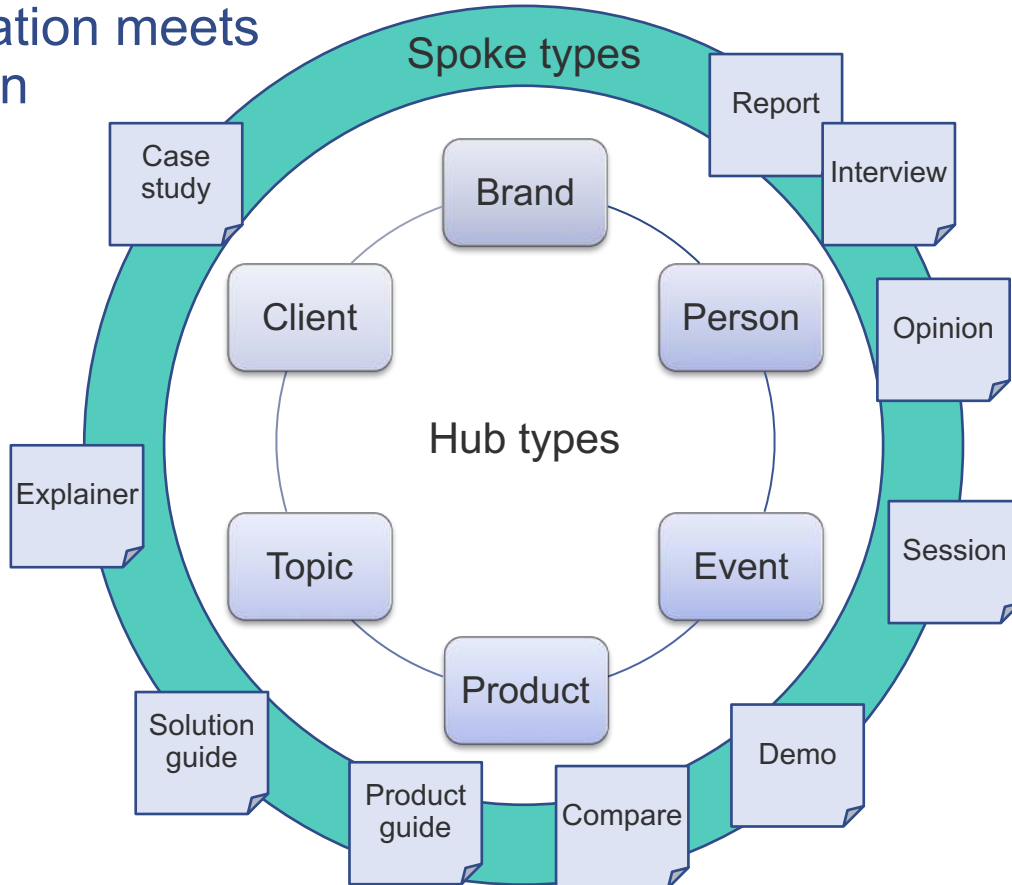 ation meets
n
Spoke types
Report
Interview
Case
study
Brand
Client
Person
Opinion
Hub types
Explainer
Topic
Event
Session
Product
Solution
guide
Demo
Product
guide
Compare